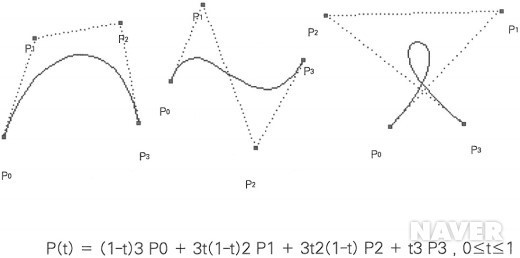 P1
P2
P0
P3
P1
P0
P3
P2
P2
P1
P0
P3
NAVER
P(t) = (1-t)3 P0 + 3t(1-t)2 P1 + 3t2(1-t) P2 + t3 P3 , 0≤t≤1